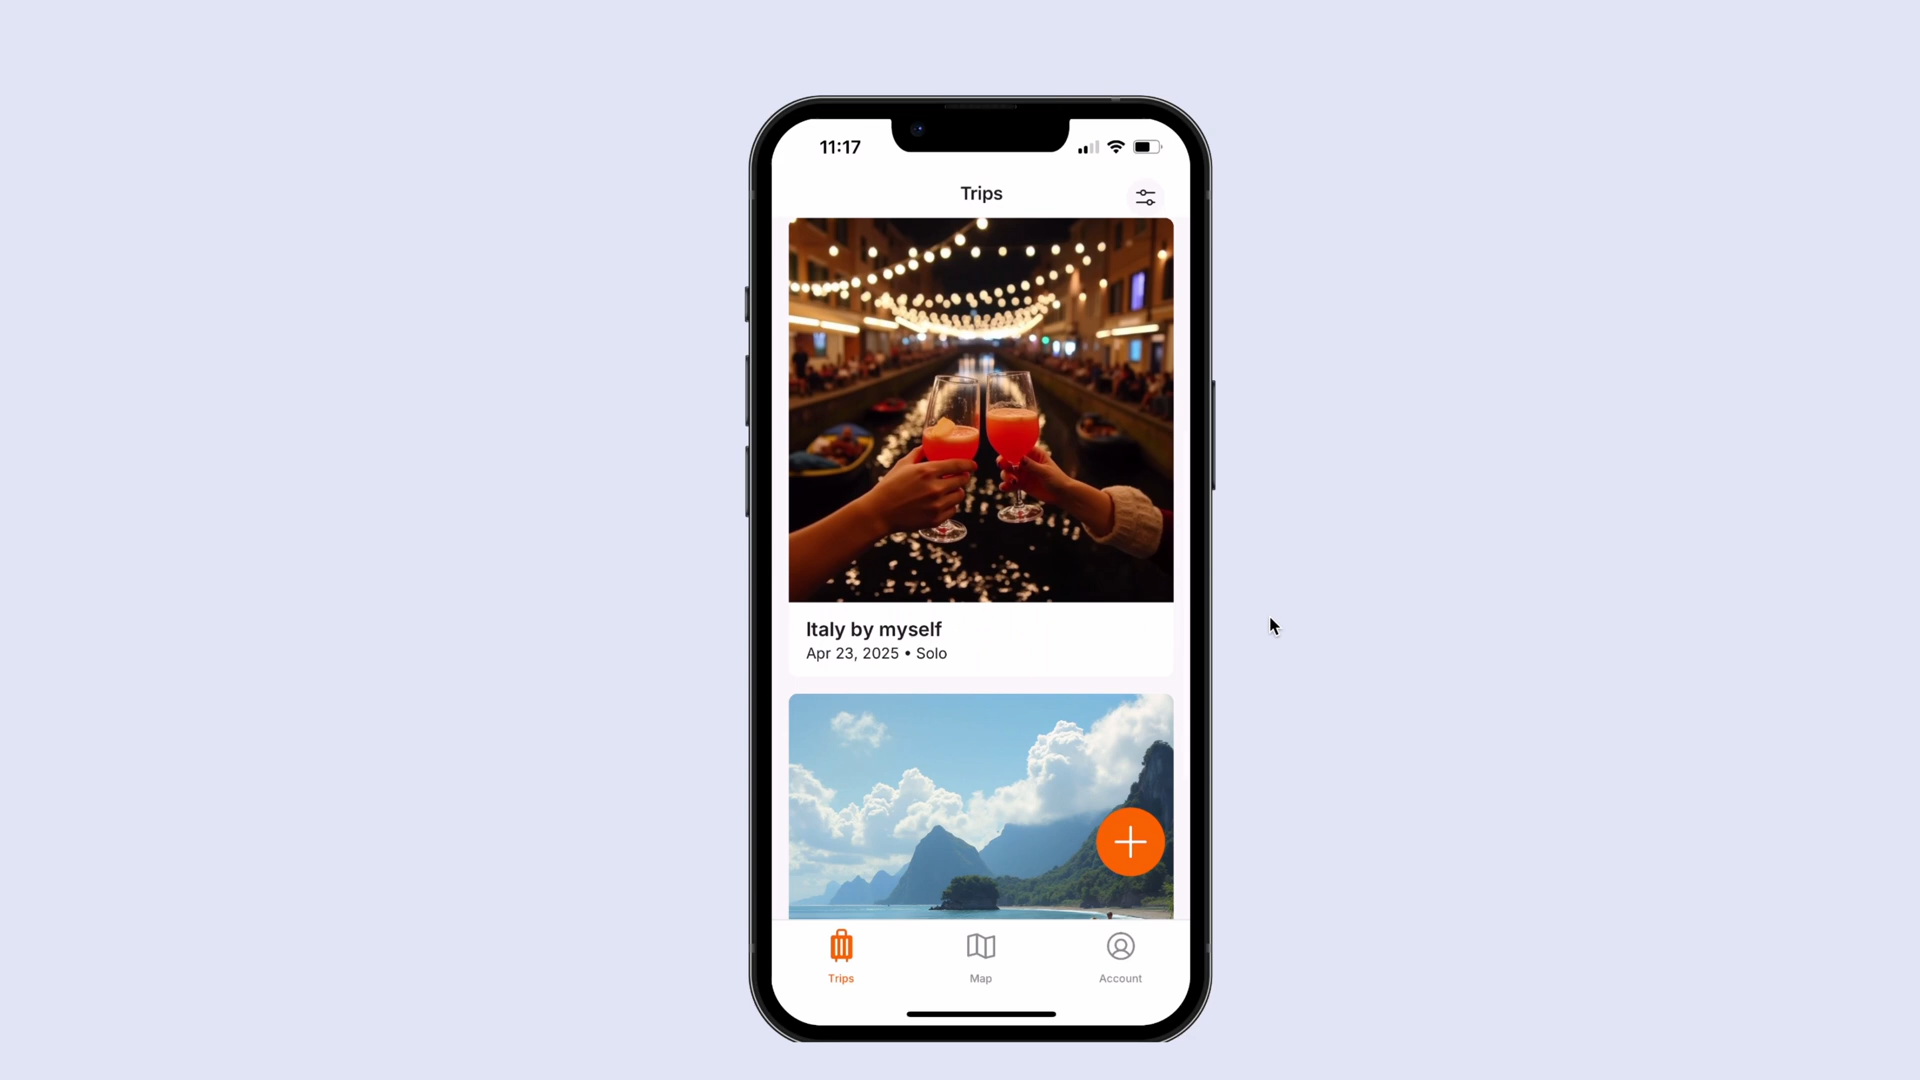 11:17
Trips
Italy by myself
Apr 23, 2025 • Solo
Trips
Map
Account